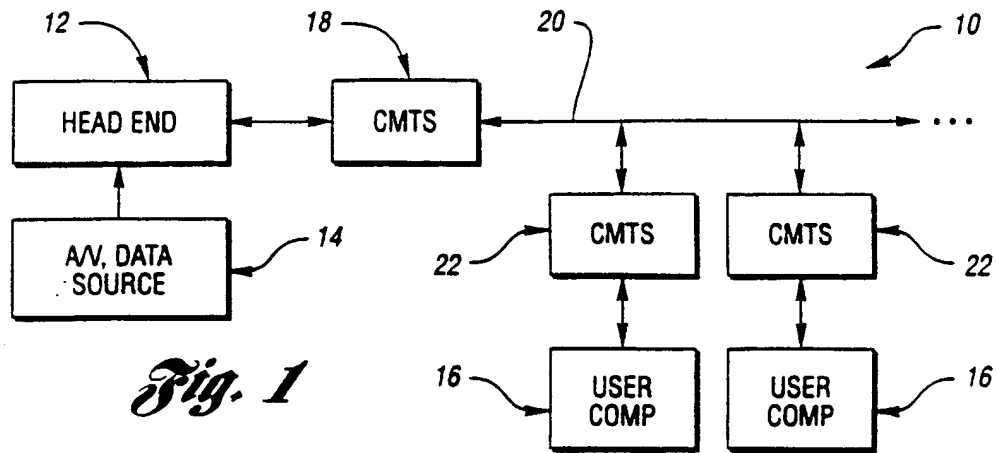 12
18
20
10
HEAD END
CMTS
...
A/V, DATA
SOURCE
14
22
CMTS
CMTS
22
Fig. 1
16
USER
COMP
USER
COMP
16